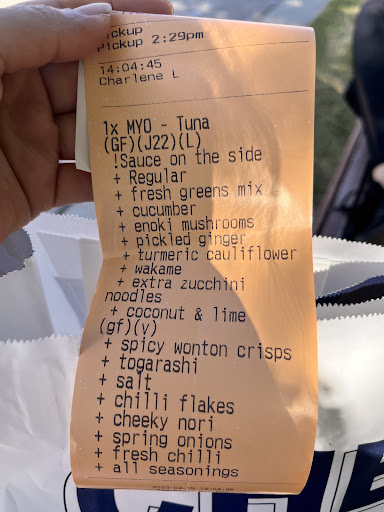 Pickup
Pickup 2:29pm
14:04:45
Charlene L
1x MYO - Tuna
(GF)(J22)(L)
!Sauce on the side
+ Regular
+ fresh greens mix
+ cucumber
+ enoki mushrooms
+ pickled ginger
+ turmeric cauliflower
+ wakame
+ extra zucchini
noodles
+ coconut & lime
(gf)(v)
+ spicy wonton crisps
+ togarashi
+ salt
+ chilli flakes
+ cheeky nori
+ spring onions
+ fresh chilli
+ all seasonings